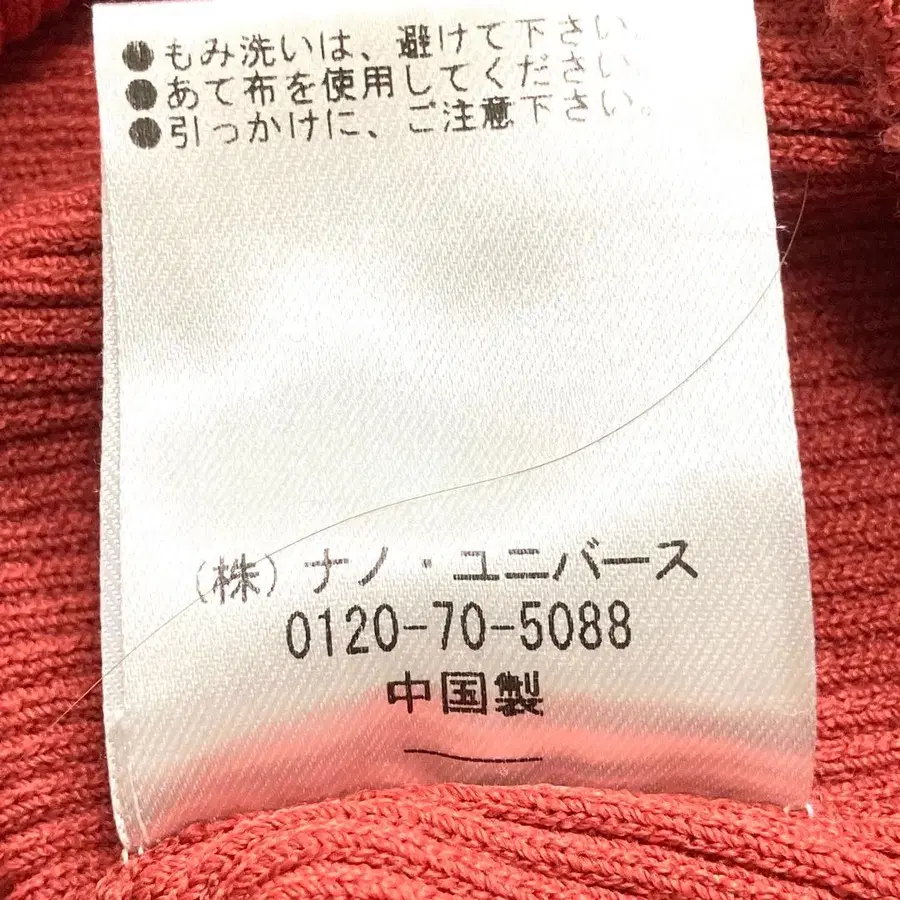 ●もみ洗いは、避けて下さい。
●あて布を使用してください。
●引っかけに、ご注意下さい。
(株)ナノ・ユニバース
0120-70-5088
中国製